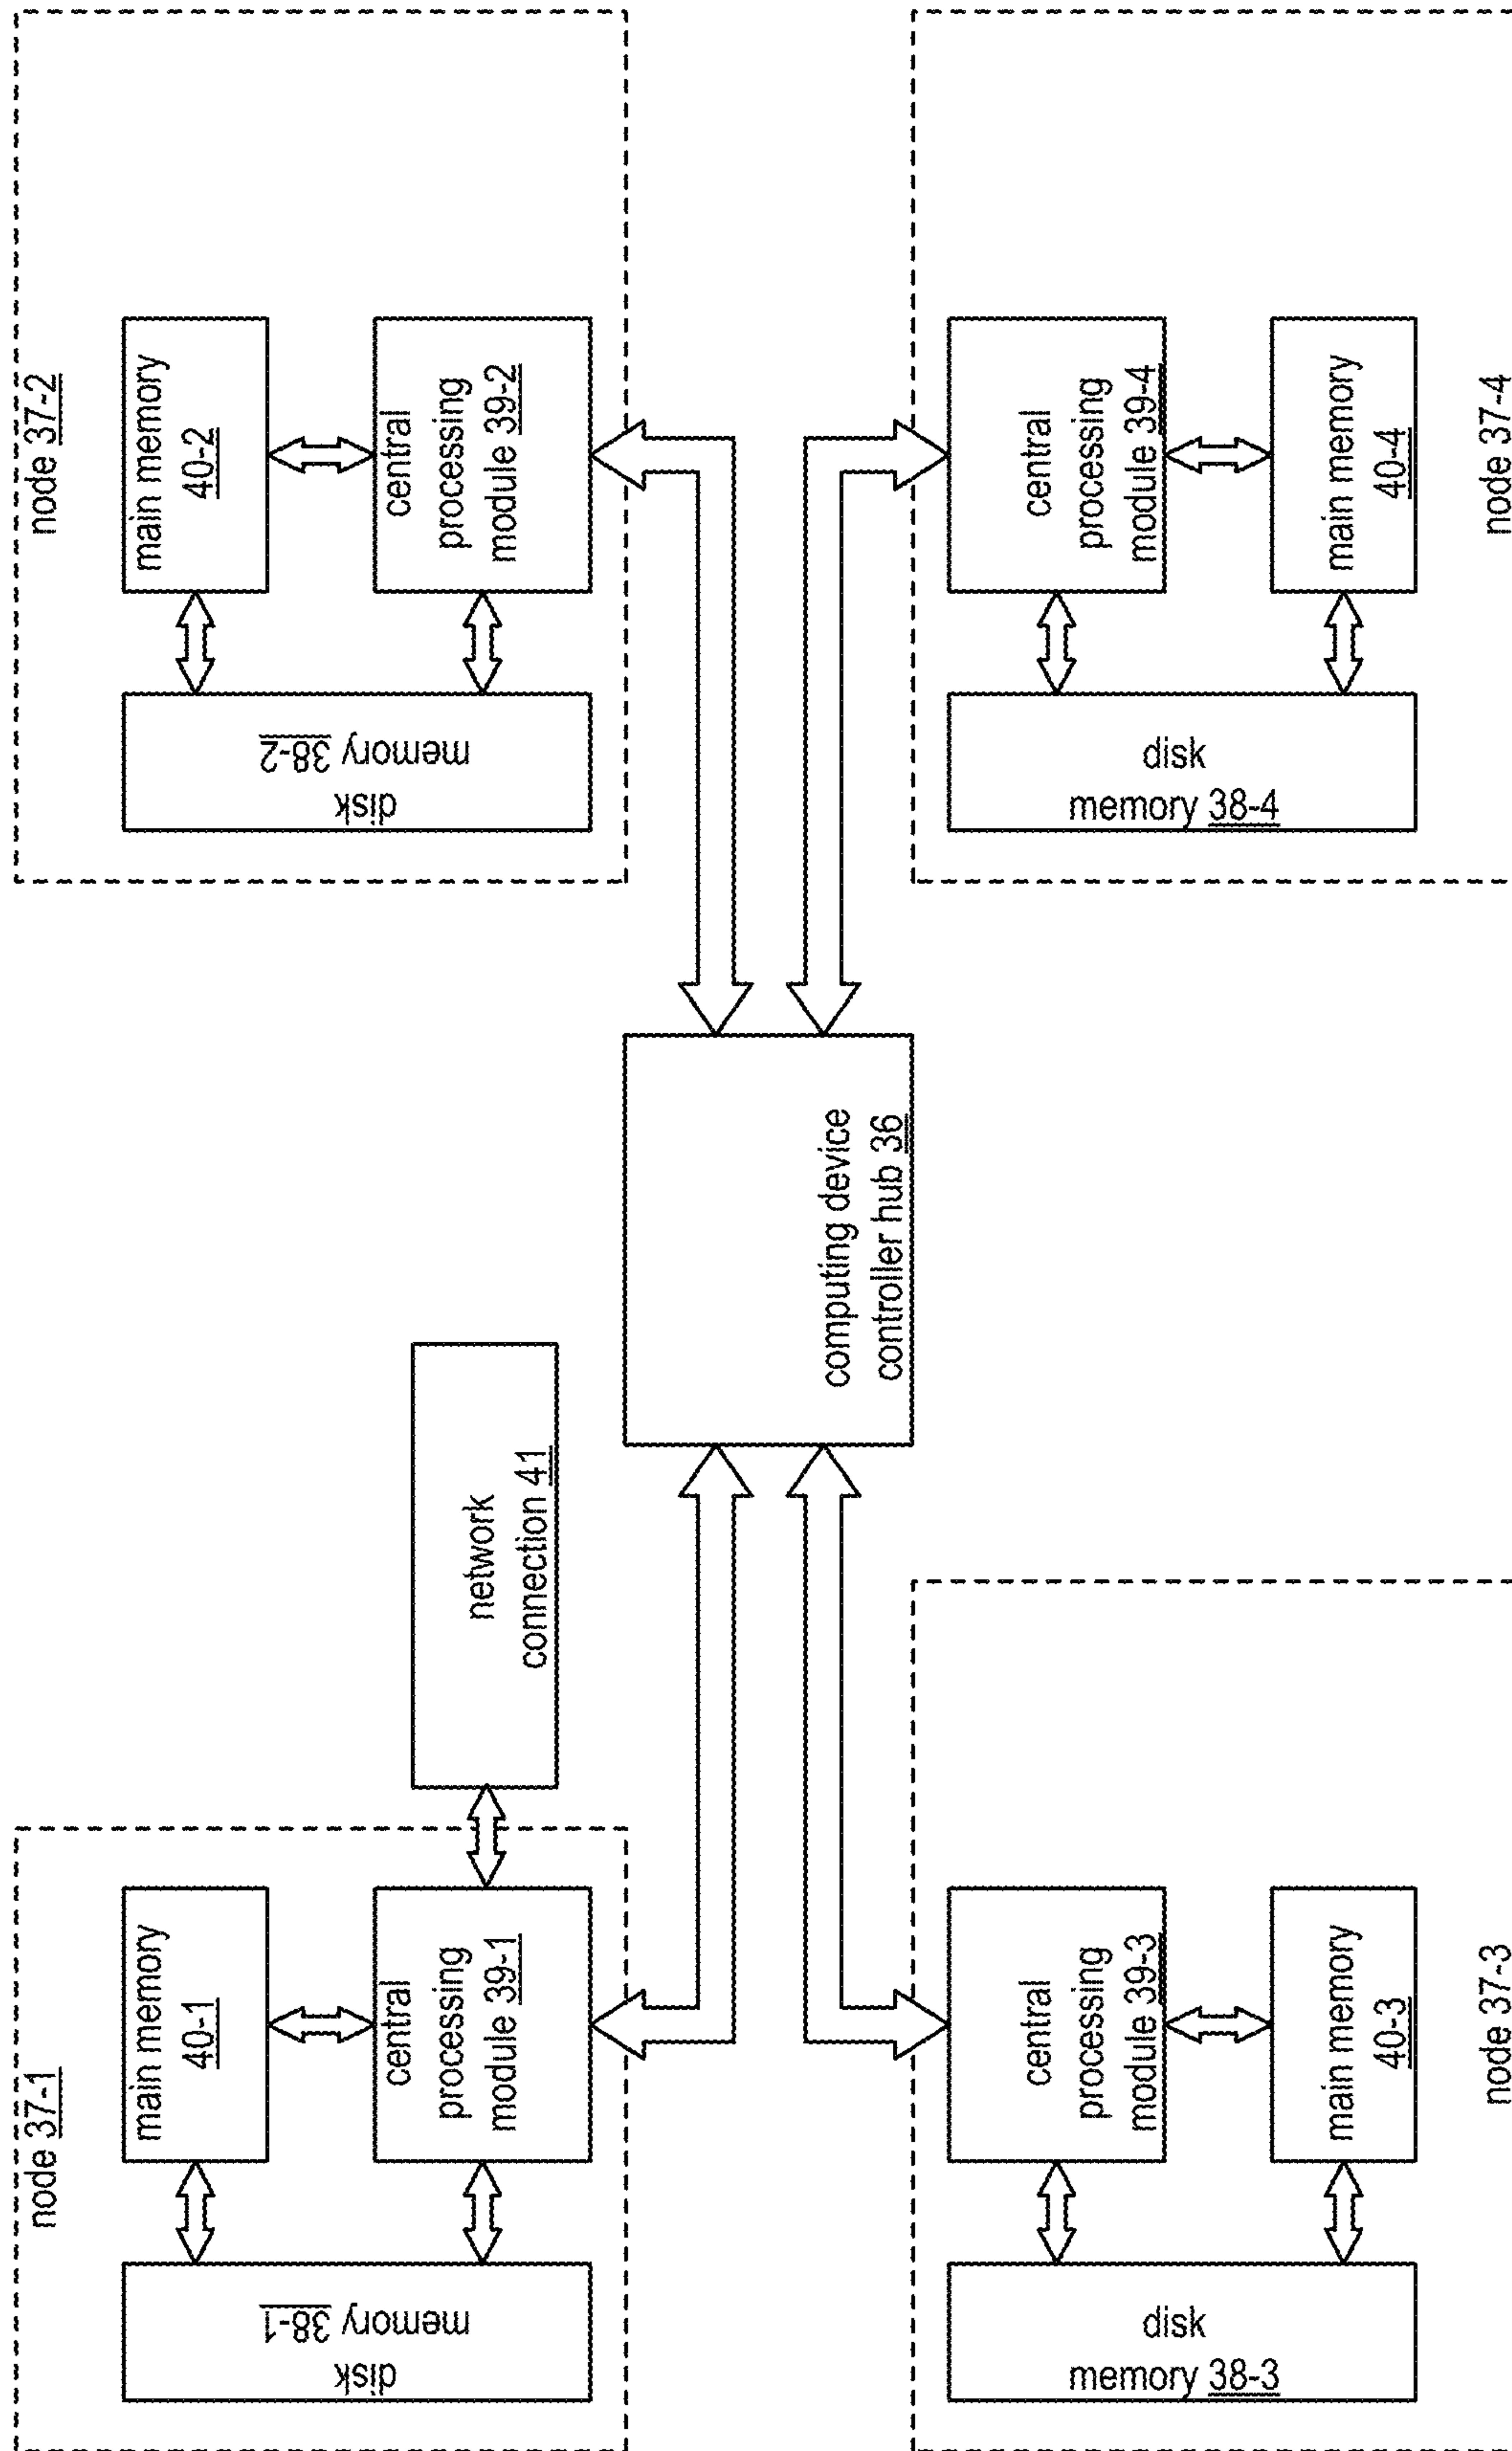 node 37-1
main memory
40-1
central
processing
module 39-1
disk
memory 38-1
network
connection 41
node 37-2
main memory
40-2
central
processing
module 39-2
disk
memory 38-2
computing device
controller hub 36
central
processing
module 39-3
disk
memory 38-3
main memory
40-3
node 37-3
central
processing
module 39-4
disk
memory 38-4
main memory
40-4
node 37-4